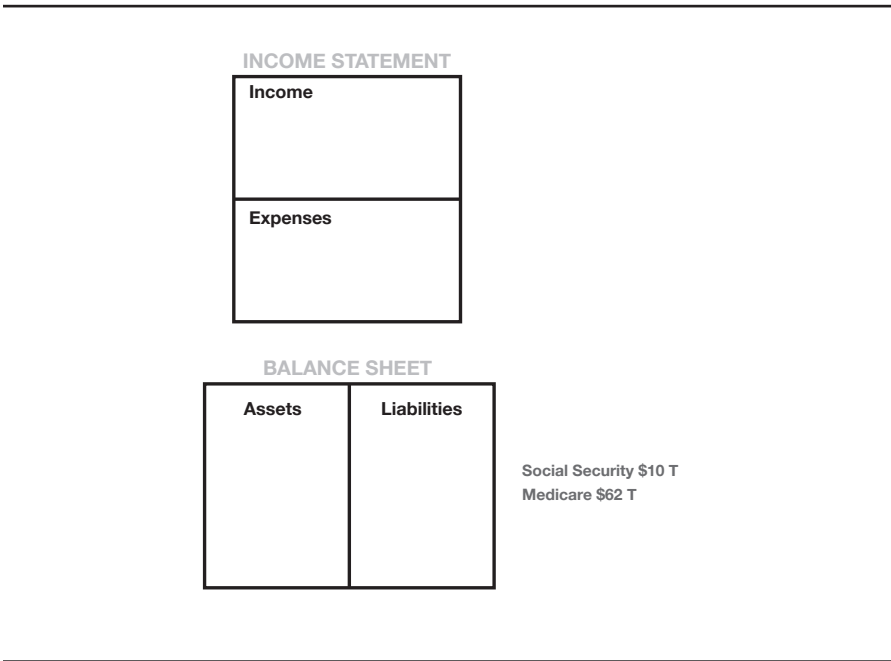 INCOME STATEMENT
Income
Expenses
BALANCE SHEET
Assets Liabilities
Social Security $10 T
Medicare $62 T